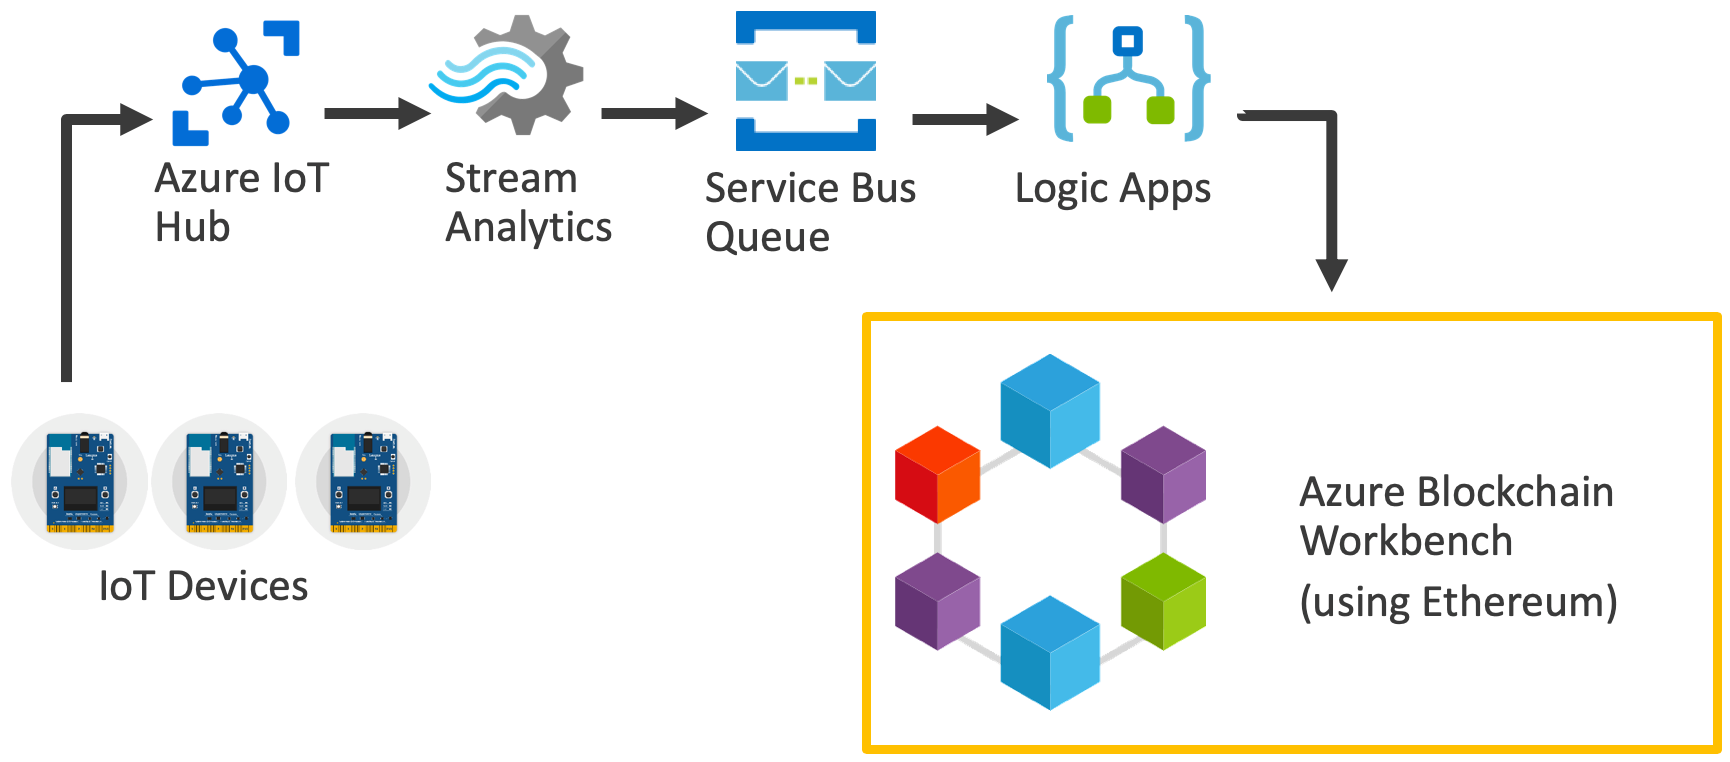 Azure IoT
Hub
Stream
Analytics
Service Bus
Queue
Logic Apps
IoT Devices
Azure Blockchain
Workbench
(using Ethereum)